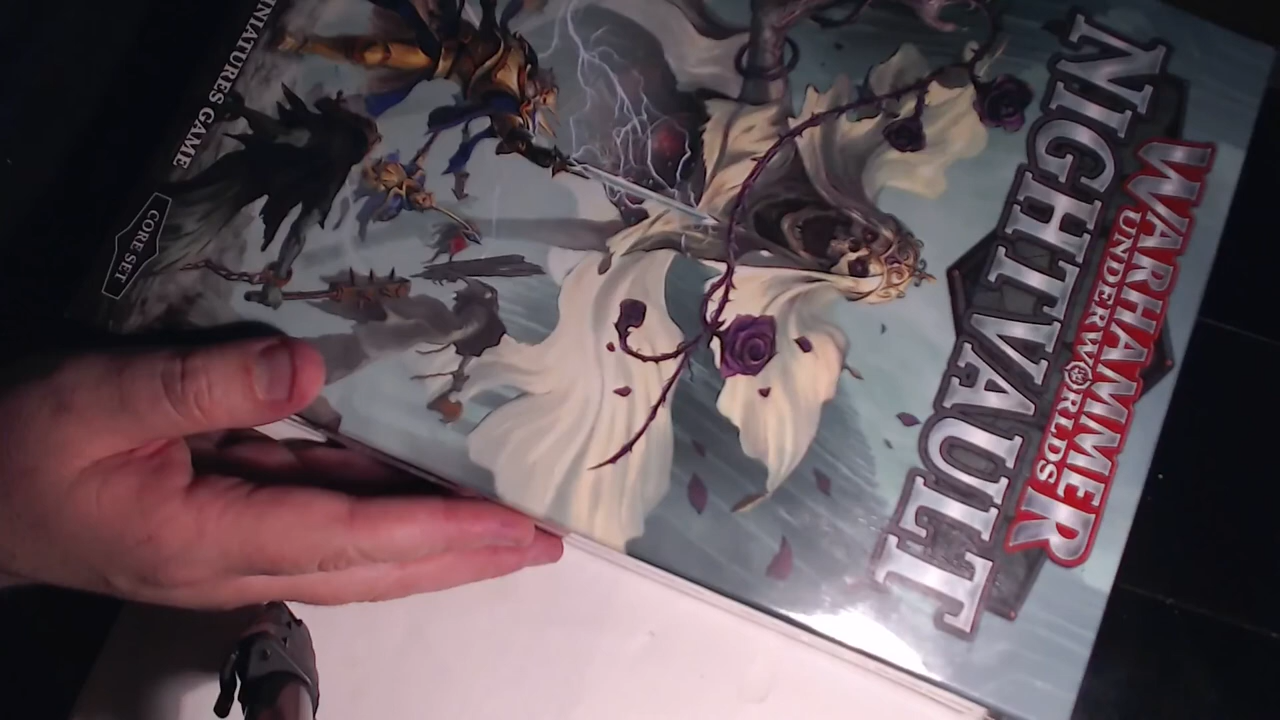 WARHAMMER
UNDERWORLDS
NIGHTVAULT
MINIATURES GAME
CORE SET